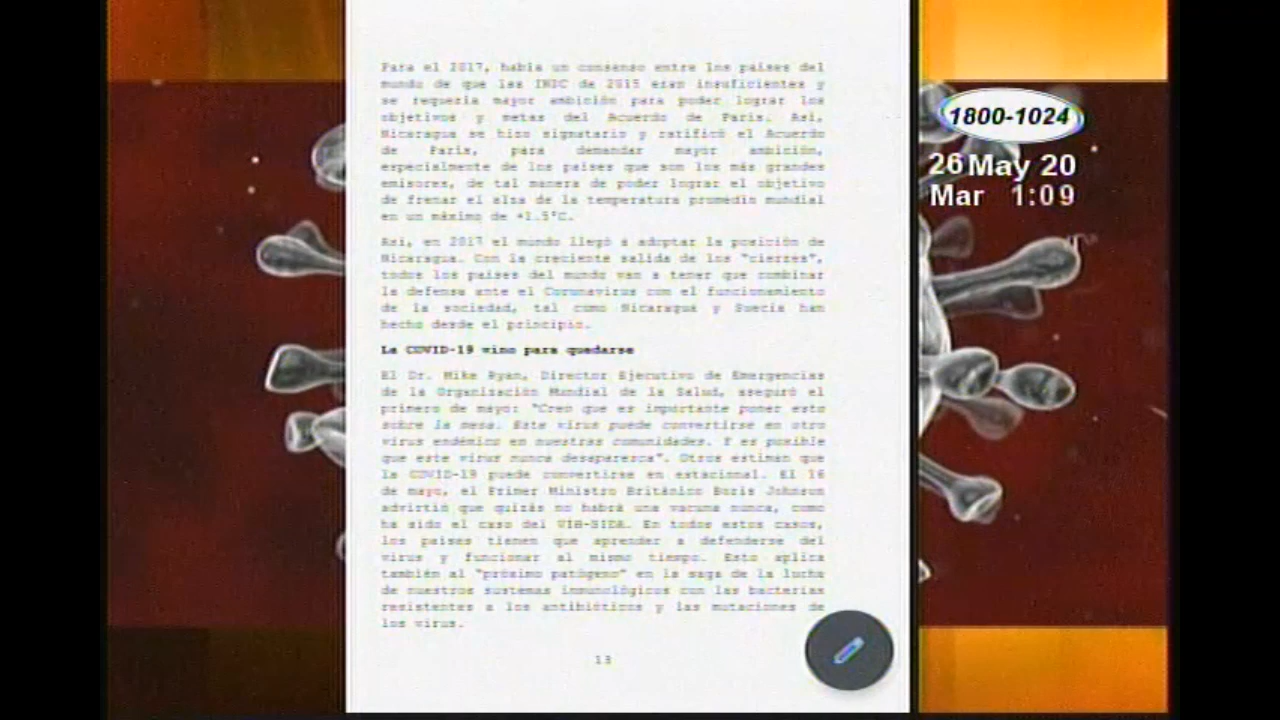 Para el 2017, había un consenso entre los países del
mundo de que las INDC de 2015 eran insuficientes y
se requería mayor ambición para poder lograr los
objetivos y metas del Acuerdo de Paris. Así,
Nicaragua se hizo signatario y ratificó el Acuerdo
de Paris, para demandar mayor ambición,
especialmente de los países que son los más grandes
emisores, de tal manera de poder lograr el objetivo
de frenar el alza de la temperatura promedio mundial
en un máximo de +1.5°C.
Así, en 2017 el mundo llegó a adoptar la posición de
Nicaragua. Con la creciente salida de los "cierres",
todos los países del mundo van a tener que combinar
la defensa ante el Coronavirus con el funcionamiento
de la sociedad, tal como Nicaragua y Suecia han
hecho desde el principio.
La COVID-19 vino para quedarse
El Dr. Mike Ryan, Director Ejecutivo de Emergencias
de la Organización Mundial de la Salud, aseguró el
primero de mayo: "Creo que es importante poner esto
sobre la mesa. Este virus puede convertirse en otro
virus endémico en nuestras comunidades. Y es posible
que este virus nunca desaparezca". Otros estiman que
la COVID-19 puede convertirse en estacional. El 16
de mayo, el Primer Ministro Británico Boris Johnson
advirtió que quizás no habrá una vacuna nunca, como
ha sido el caso del VIH-SIDA. En todos estos casos,
los países tienen que aprender a defenderse del
virus y funcionar al mismo tiempo. Esto aplica
también al "próximo patógeno" en la saga de la lucha
de nuestros sistemas inmunológicos con las bacterias
resistentes a los antibióticos y las mutaciones de
los virus.
13
1800-1024
26 May 20
Mar 1:09